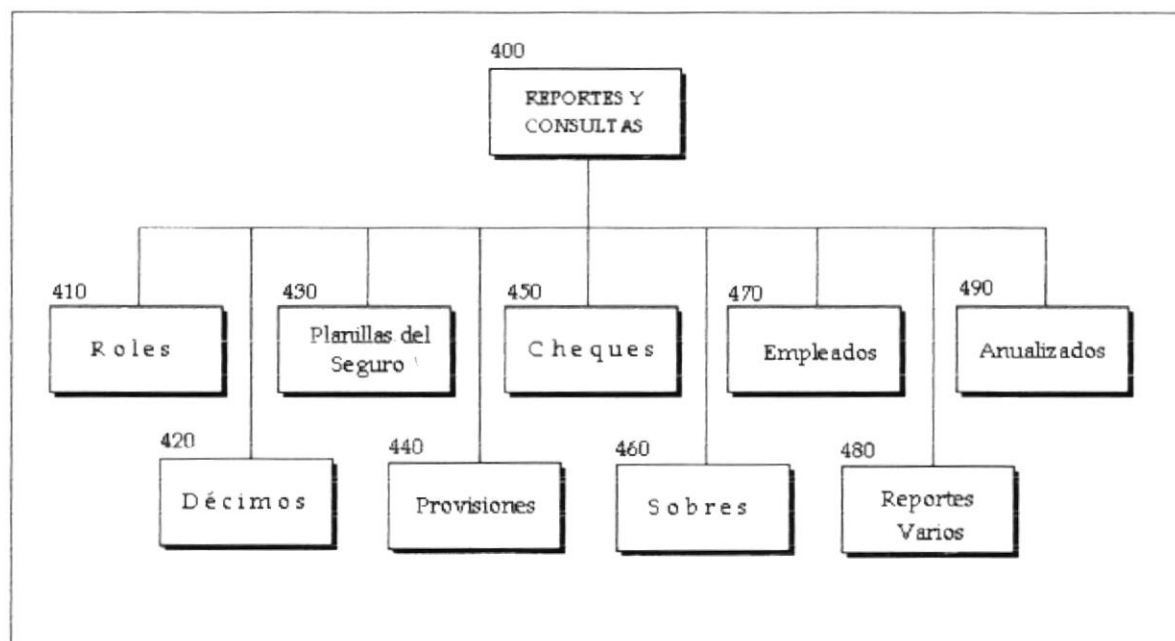 400
REPORTES Y
CONSULTAS
410
Roles
430
Planillas del
Seguro
450
Cheques
470
Empleados
490
Anualizados
420
Décimos
440
Provisiones
460
Sobres
480
Reportes
Varios